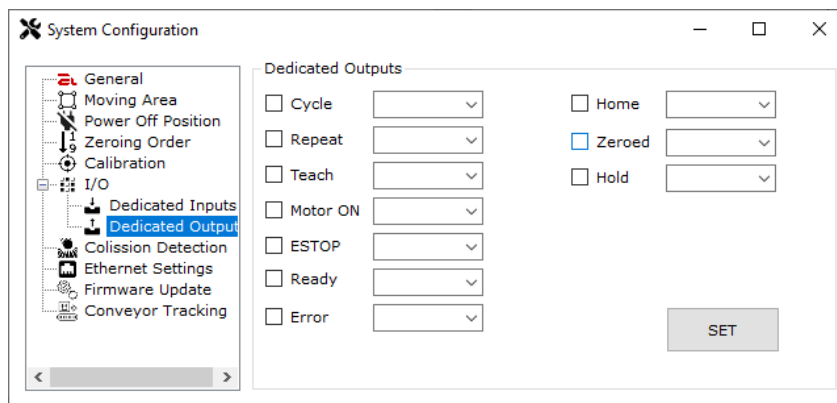 System Configuration
General
Moving Area
Power Off Position
Zeroing Order
Calibration
I/O
Dedicated Inputs
Dedicated Output
Colission Detection
Ethernet Settings
Firmware Update
Conveyor Tracking
Dedicated Outputs
Cycle
Repeat
Teach
Motor ON
ESTOP
Ready
Error
Home
Zeroed
Hold
SET